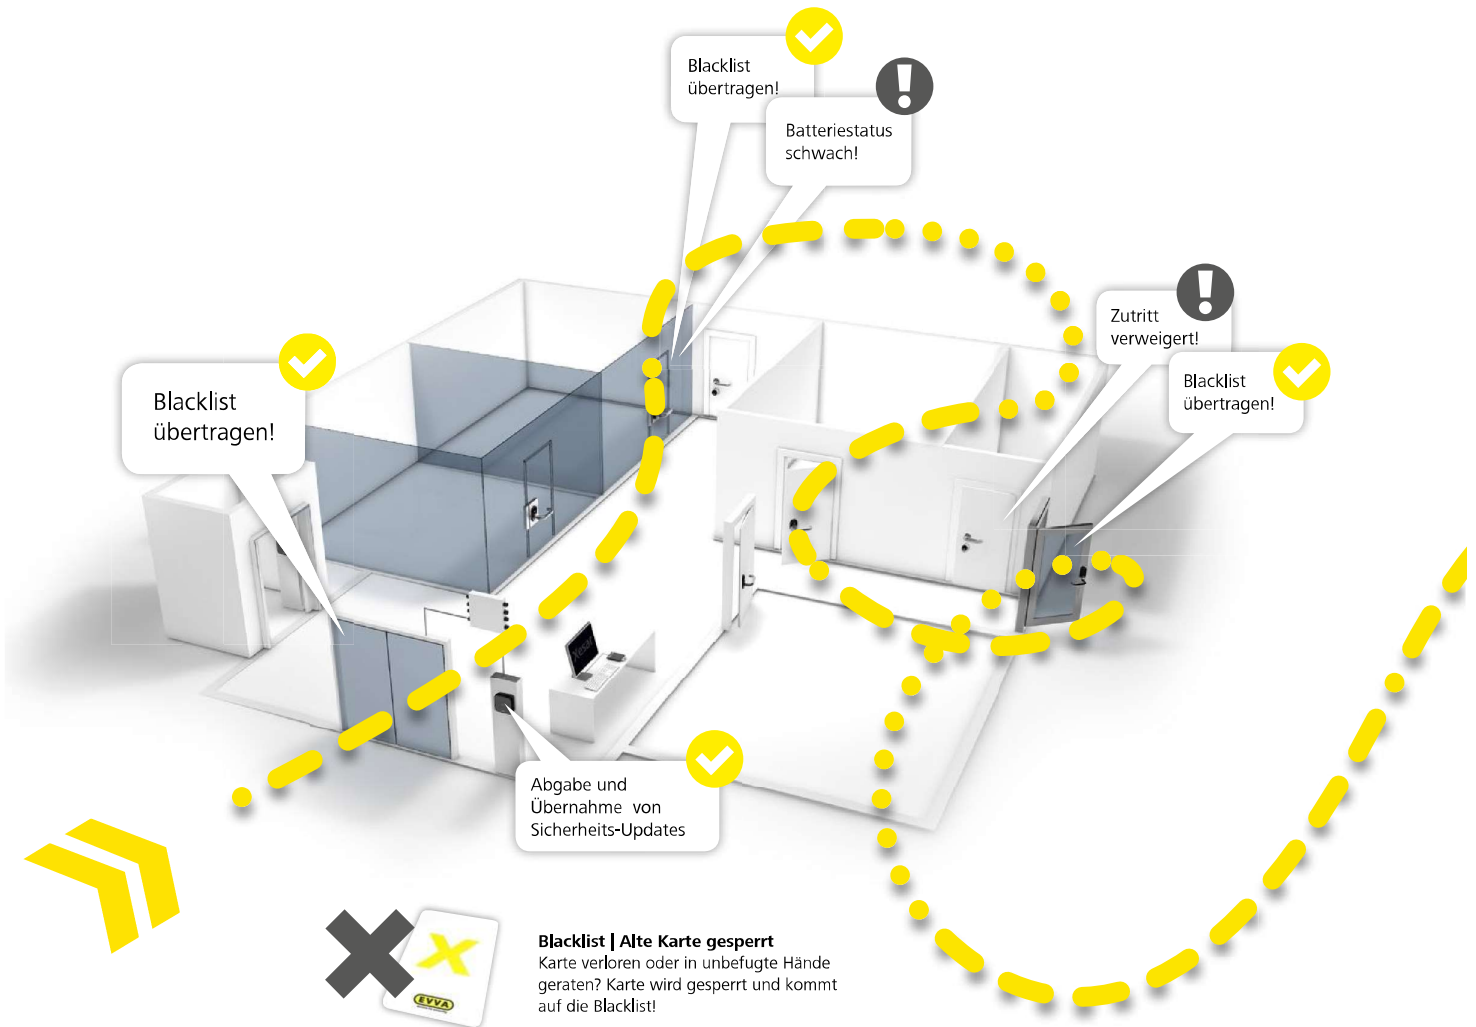 Blacklist
übertragen!
Batteriestatus
schwach!
Zutritt
verweigert!
Blacklist
übertragen!
Blacklist
übertragen!
Xesar
Abgabe und
Übernahme von
Sicherheits-Updates
EVVA
Blacklist | Alte Karte gesperrt
Karte verloren oder in unbefugte Hände
geraten? Karte wird gesperrt und kommt
auf die Blacklist!